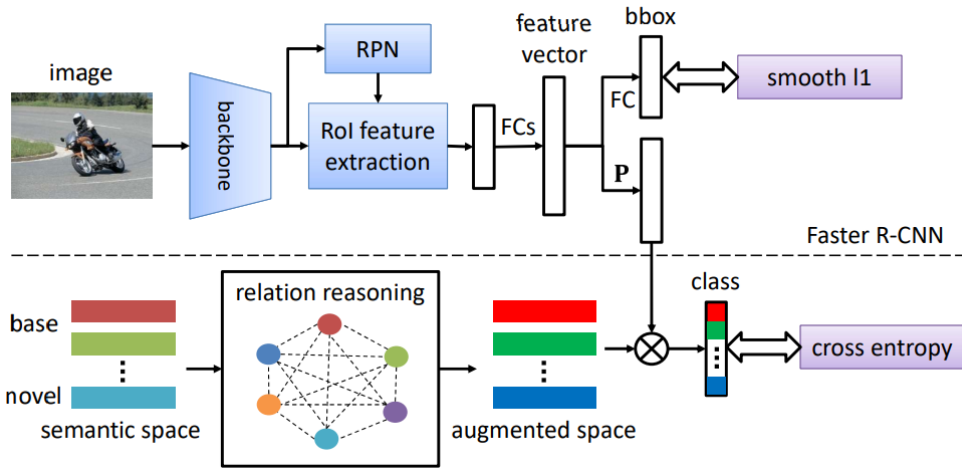 image
backbone
RPN
RoI feature
extraction
FCs
feature
vector
FC
P
bbox
smooth l1
Faster R-CNN
base
novel
semantic space
relation reasoning
augmented space
class
cross entropy